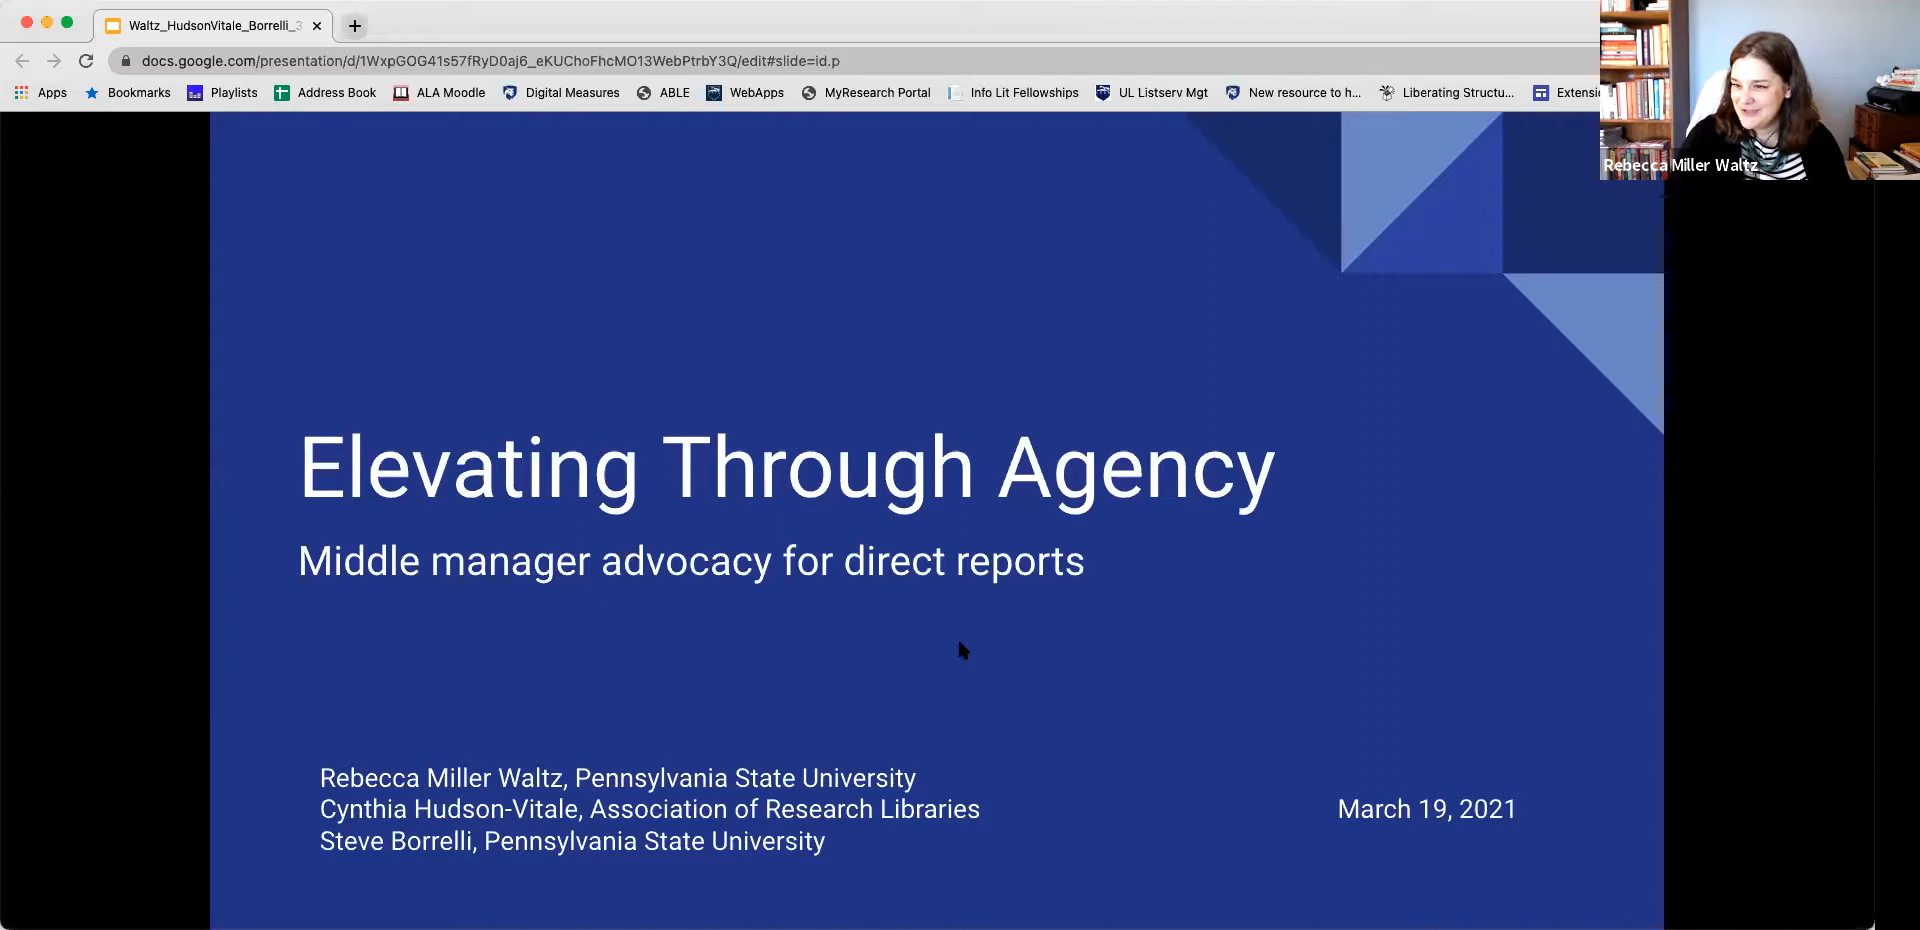 Waltz_HudsonVitale_Borrelli_3
docs.google.com/presentation/d/1WxpGOG41s57fRyD0aj6_eKUChoFhcMO13WebPtrbY3Q/edit#slide=id.p
Apps Bookmarks Playlists Address Book ALA Moodle Digital Measures ABLE WebApps MyResearch Portal Info Lit Fellowships UL Listserv Mgt New resource to h... Liberating Structu... Extensi
Rebecca Miller Waltz
Elevating Through Agency
Middle manager advocacy for direct reports
Rebecca Miller Waltz, Pennsylvania State University
Cynthia Hudson-Vitale, Association of Research Libraries
March 19, 2021
Steve Borrelli, Pennsylvania State University